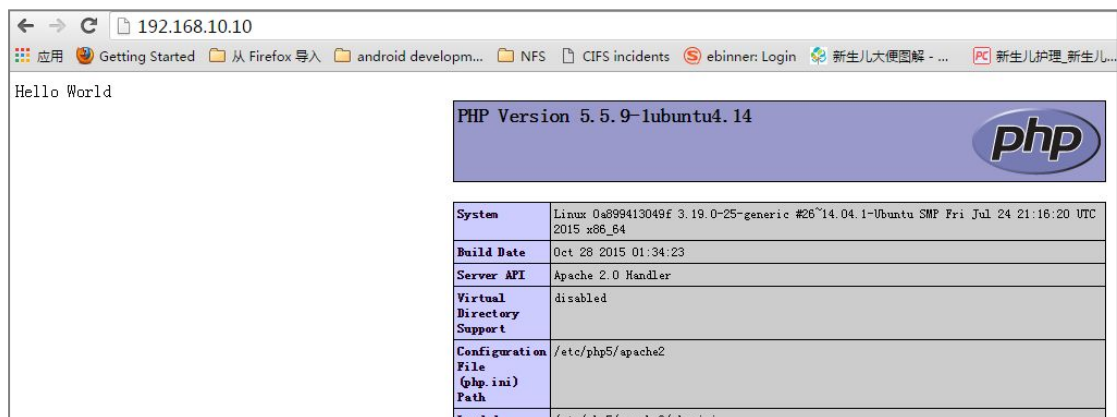 192.168.10.10
应用 Getting Started 从 Firefox 导入 android developm... NFS CIFS incidents ebinner: Login 新生儿大便图解 - ... PC 新生儿护理_新生儿...
Hello World
PHP Version 5.5.9-1ubuntu4.14
php
System
Linux 0a899413049f 3.19.0-25-generic #26~14.04.1-Ubuntu SMP Fri Jul 24 21:16:20 UTC
2015 x86_64
Build Date
Oct 28 2015 01:34:23
Server API
Apache 2.0 Handler
Virtual
Directory
Support
disabled
Configuration
File
(php.ini)
Path
/etc/php5/apache2